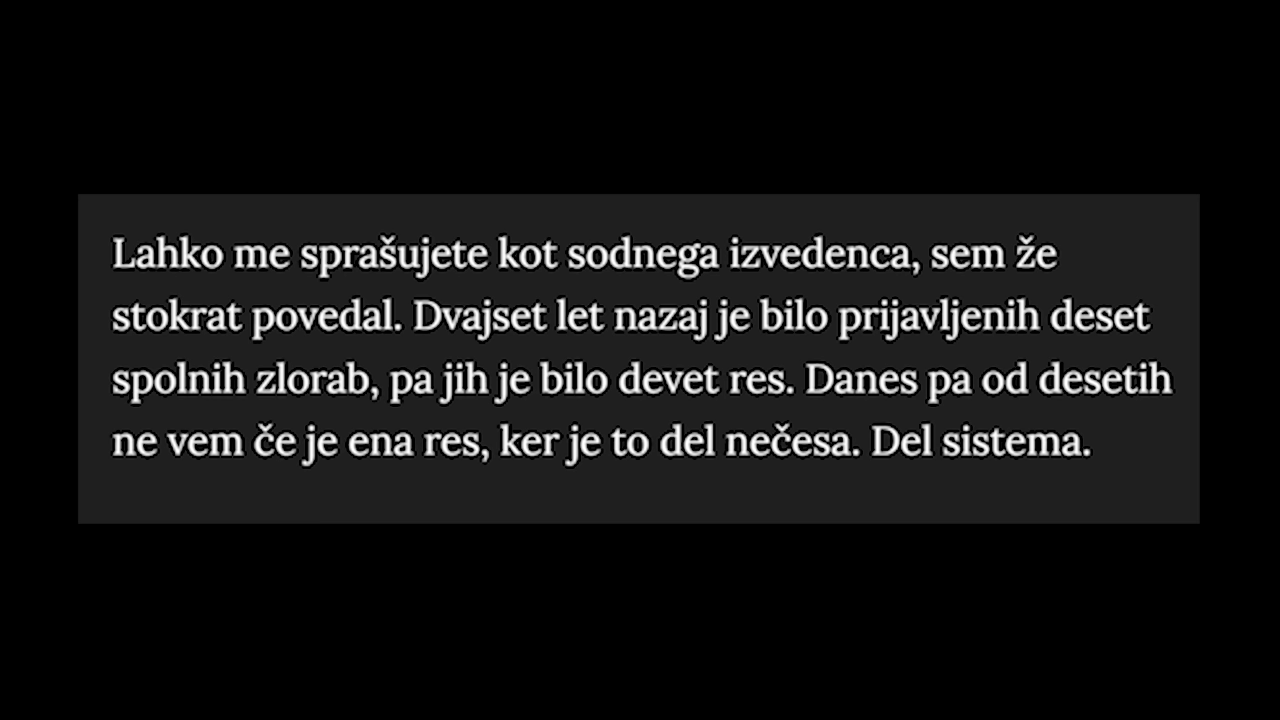 Lahko me sprašujete kot sodnega izvedenca, sem že
stokrat povedal. Dvajset let nazaj je bilo prijavljenih deset
spolnih zlorab, pa jih je bilo devet res. Danes pa od desetih
ne vem če je ena res, ker je to del nečesa. Del sistema.